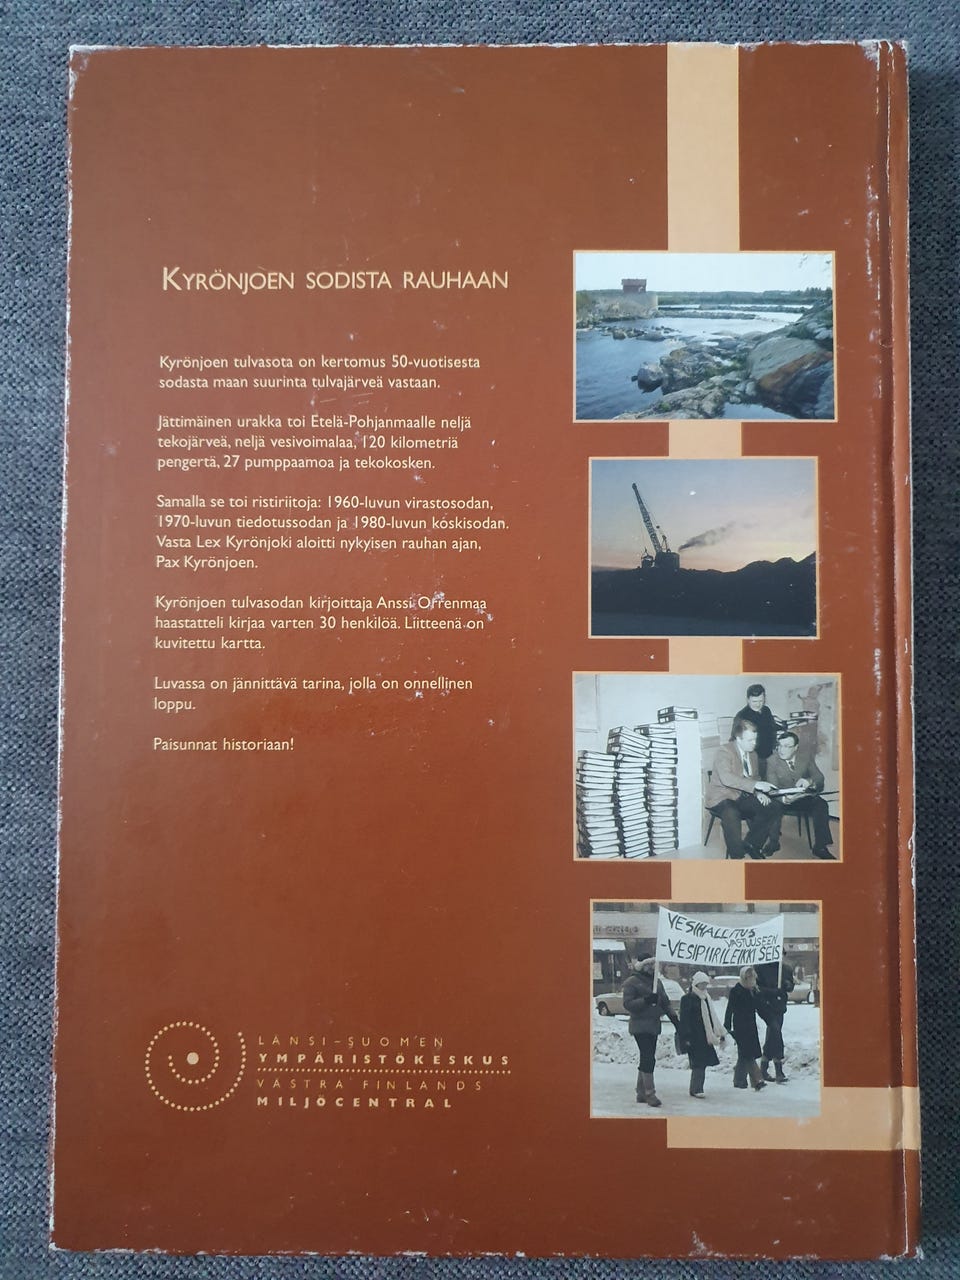 KYRÖNJOEN SODISTA RAUHAAN
Kyrönjoen tulvasota on kertomus 50-vuotisesta
sodasta maan suurinta tulvajärveä vastaan.
Jättimäinen urakka toi Etelä-Pohjanmaalle neljä
tekojärveä, neljä vesivoimalaa, 120 kilometriä
pengertä, 27 pumppaamoa ja tekokosken.
Samalla se toi ristiriitoja: 1960-luvun virastosodan,
1970-luvun tiedotussodan ja 1980-luvun koskisodan.
Vasta Lex Kyrönjoki aloitti nykyisen rauhan ajan,
Pax Kyrönjoen.
Kyrönjoen tulvasodan kirjoittaja Anssi Orrenmaa
haastatteli kirjaa varten 30 henkilöä. Liitteenä on
kuvitettu kartta.
Luvassa on jännittävä tarina, jolla on onnellinen
loppu.
Paisunnat historiaan!
VESIHALLITUS
VASTUUSEEN
-VESIPIIRILEIKKI SEIS
LÄNSI-SUOMEN
YMPÄRISTÖKESKUS
VÄSTRA FINLANDS
MILJÖCENTRAL